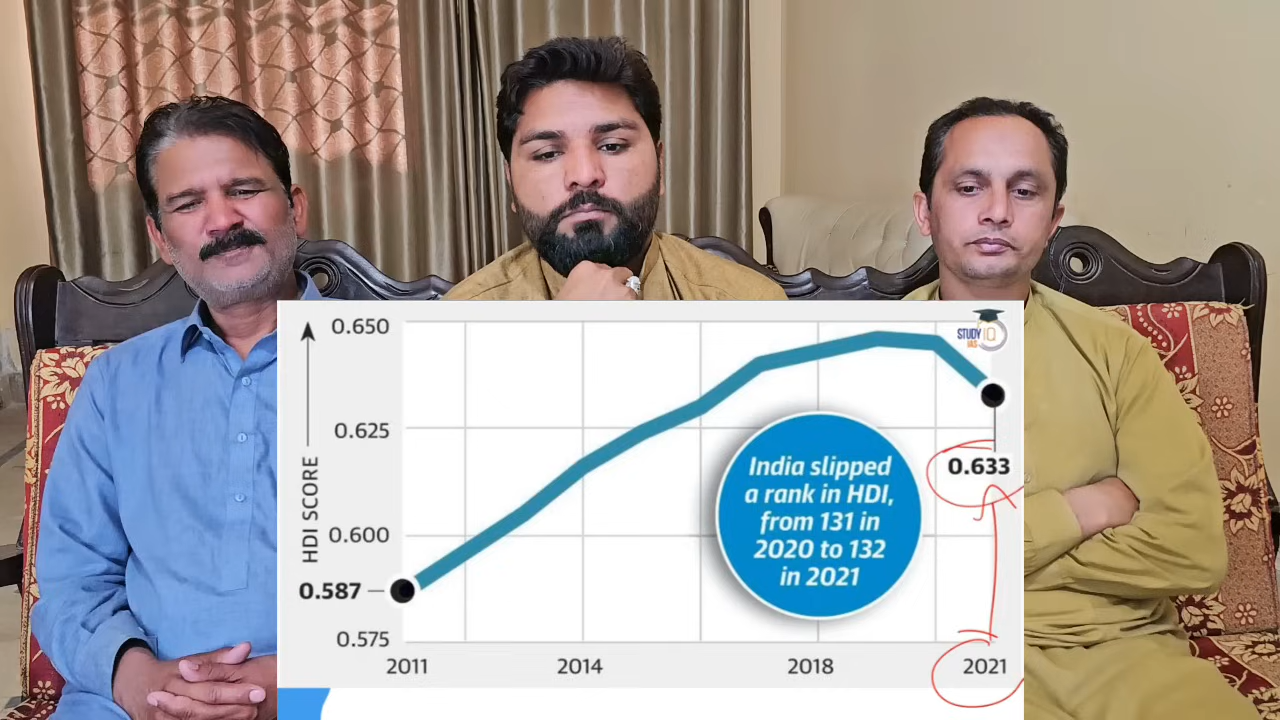 0.650
STUDY IQ
IAS
0.625
India slipped
a rank in HDI,
from 131 in
2020 to 132
in 2021
0.633
HDI SCORE
0.600
0.587
0.575
2011
2014
2018
2021